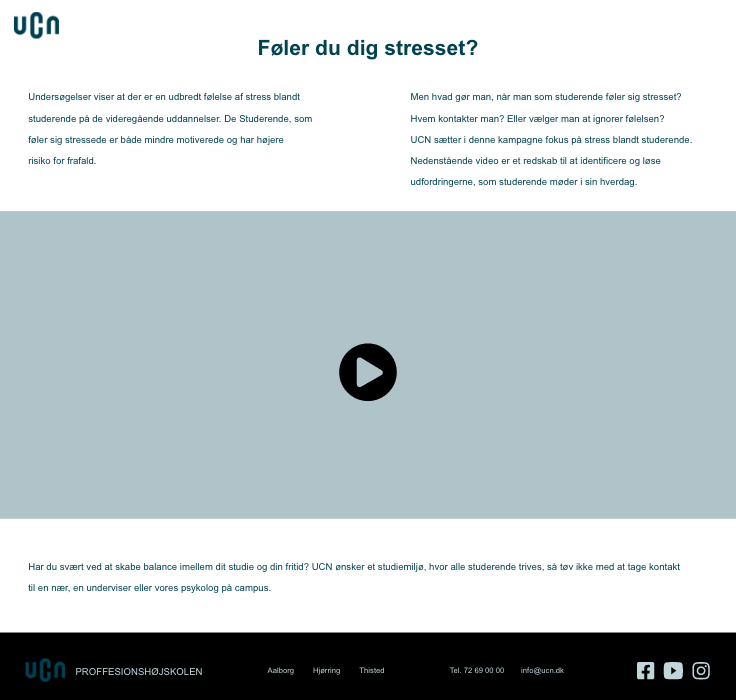 UCN
Føler du dig stresset?
Undersøgelser viser at der er en udbredt følelse af stress blandt
studerende på de videregående uddannelser. De Studerende, som
føler sig stressede er både mindre motiverede og har højere
risiko for frafald.
Men hvad gør man, når man som studerende føler sig stresset?
Hvem kontakter man? Eller vælger man at ignorer følelsen?
UCN sætter i denne kampagne fokus på stress blandt studerende.
Nedenstående video er et redskab til at identificere og løse
udfordringerne, som studerende møder i sin hverdag.
Har du svært ved at skabe balance imellem dit studie og din fritid? UCN ønsker et studiemiljø, hvor alle studerende trives, så tøv ikke med at tage kontakt
til en nær, en underviser eller vores psykolog på campus.
UCN PROFFESIONSHØJSKOLEN Aalborg Hjørring Thisted Tel. 72 69 00 00 info@ucn.dk